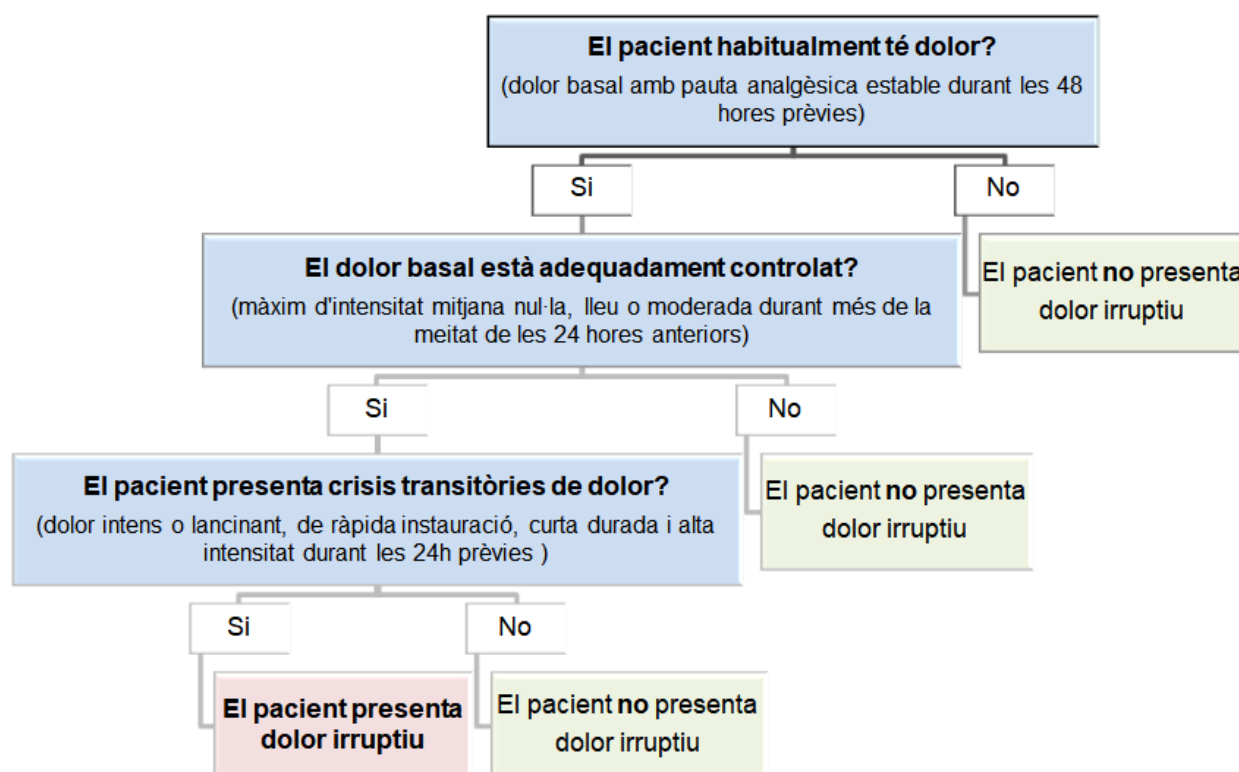 El pacient habitualment té dolor?
(dolor basal amb pauta analgèsica estable durant les 48
hores prèvies)
Si
No
El dolor basal està adequadament controlat?
(màxim d'intensitat mitjana nul·la, lleu o moderada durant més de la
meitat de les 24 hores anteriors)
El pacient no presenta
dolor irruptiu
Si
No
El pacient presenta crisis transitòries de dolor?
(dolor intens o lancinant, de ràpida instauració, curta durada i alta
intensitat durant les 24h prèvies )
El pacient no presenta
dolor irruptiu
Si
No
El pacient presenta
dolor irruptiu
El pacient no presenta
dolor irruptiu